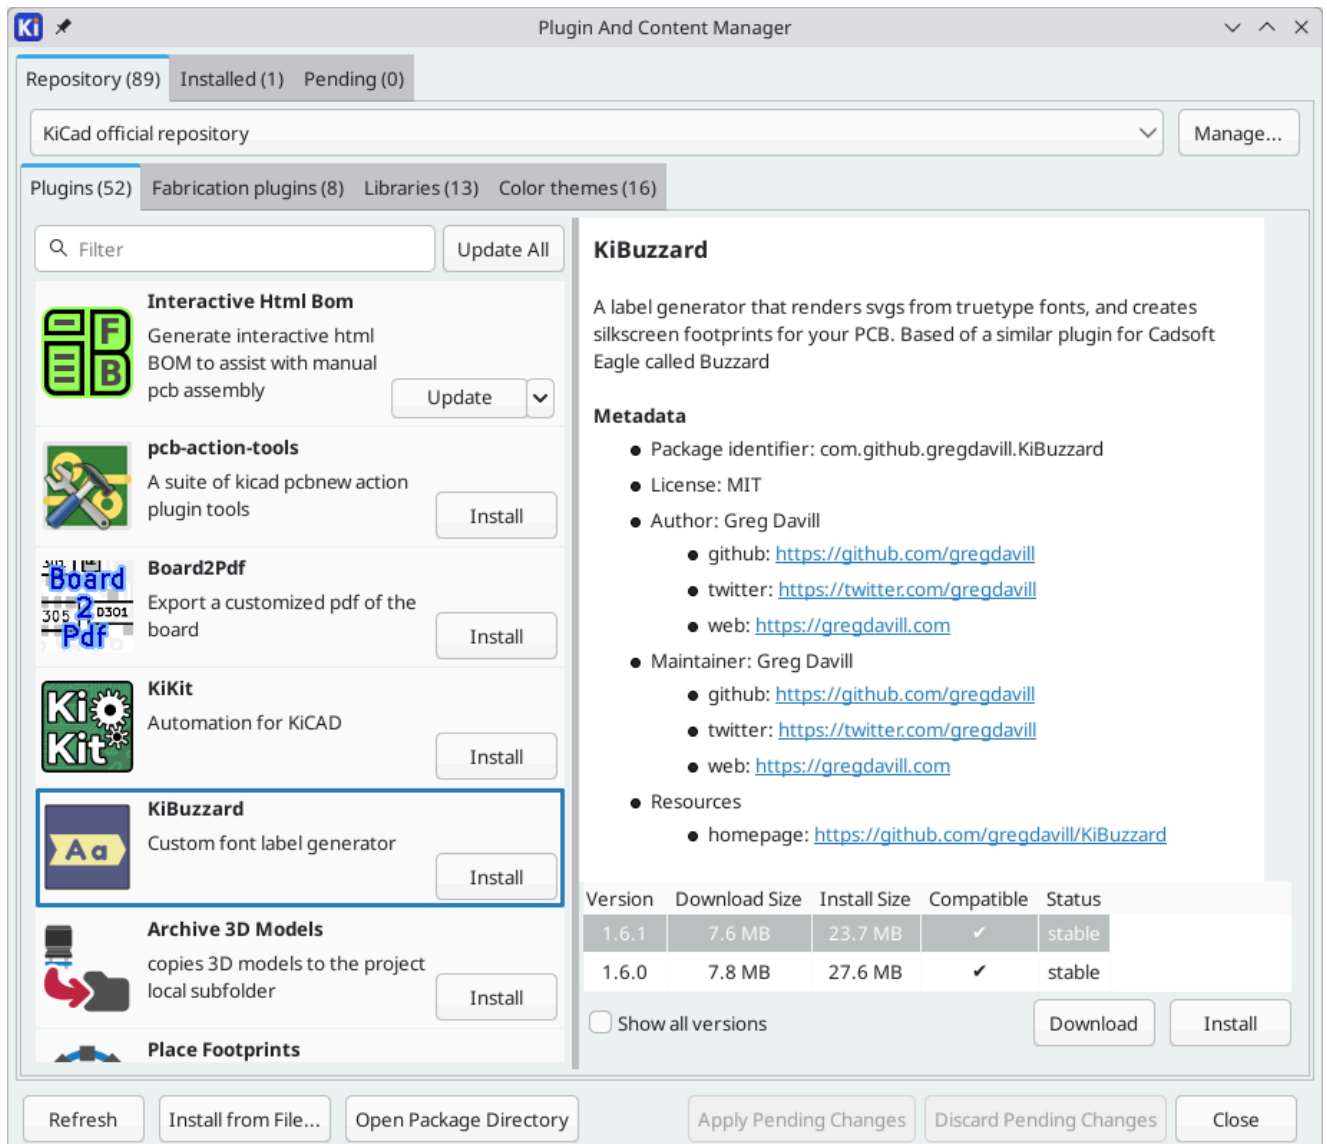 Ki
Plugin And Content Manager
Repository (89) Installed (1) Pending (0)
KiCad official repository
Manage...
Plugins (52) Fabrication plugins (8) Libraries (13) Color themes (16)
Filter
Update All
F
B
Interactive Html Bom
Generate interactive html
BOM to assist with manual
pcb assembly
Update
pcb-action-tools
A suite of kicad pcbnew action
plugin tools
Install
Board
2
Pdf
305
D301
Board2Pdf
Export a customized pdf of the
board
Install
Ki
Kit
KiKit
Automation for KiCAD
Install
Aa
KiBuzzard
Custom font label generator
Install
Archive 3D Models
copies 3D models to the project
local subfolder
Install
Place Footprints
KiBuzzard
A label generator that renders svgs from truetype fonts, and creates
silkscreen footprints for your PCB. Based of a similar plugin for Cadsoft
Eagle called Buzzard
Metadata
Package identifier: com.github.gregdavill.KiBuzzard
License: MIT
Author: Greg Davill
github: https://github.com/gregdavill
twitter: https://twitter.com/gregdavill
web: https://gregdavill.com
Maintainer: Greg Davill
github: https://github.com/gregdavill
twitter: https://twitter.com/gregdavill
web: https://gregdavill.com
Resources
homepage: https://github.com/gregdavill/KiBuzzard
Version Download Size Install Size Compatible Status
1.6.1 7.6 MB 23.7 MB ✔ stable
1.6.0 7.8 MB 27.6 MB ✔ stable
Show all versions
Download
Install
Refresh
Install from File...
Open Package Directory
Apply Pending Changes
Discard Pending Changes
Close